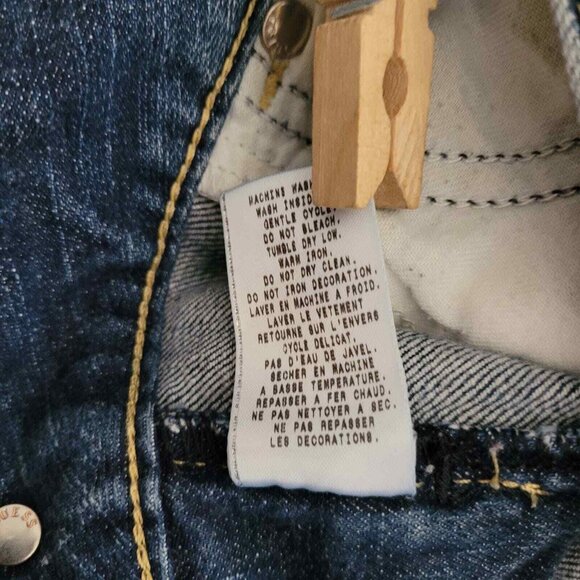 MACHINE WASH
WASH INSID
GENTLE CYCLE.
DO NOT BLEACH.
TUMBLE DRY LOW.
WARM IRON.
DO NOT DRY CLEAN.
DO NOT IRON DECORATION.
LAVER EN MACHINE A FROID.
LAVER LE VETEMENT
RETOURNE SUR L'ENVERS
CYCLE DELICAT.
PAS D'EAU DE JAVEL.
SECHER EN MACHINE
A BASSE TEMPERATURE.
REPASSER A FER CHAUD.
NE PAS NETTOYER A SEC.
NE PAS REPASSER
LES DECORATIONS.
UESS